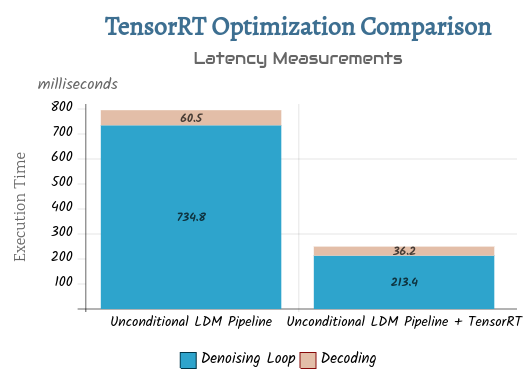 TensorRT Optimization Comparison
Latency Measurements
milliseconds
Execution Time
800
700
600
500
400
300
200
100
60.5
734.8
36.2
213.4
Unconditional LDM Pipeline
Unconditional LDM Pipeline + TensorRT
Denoising Loop
Decoding